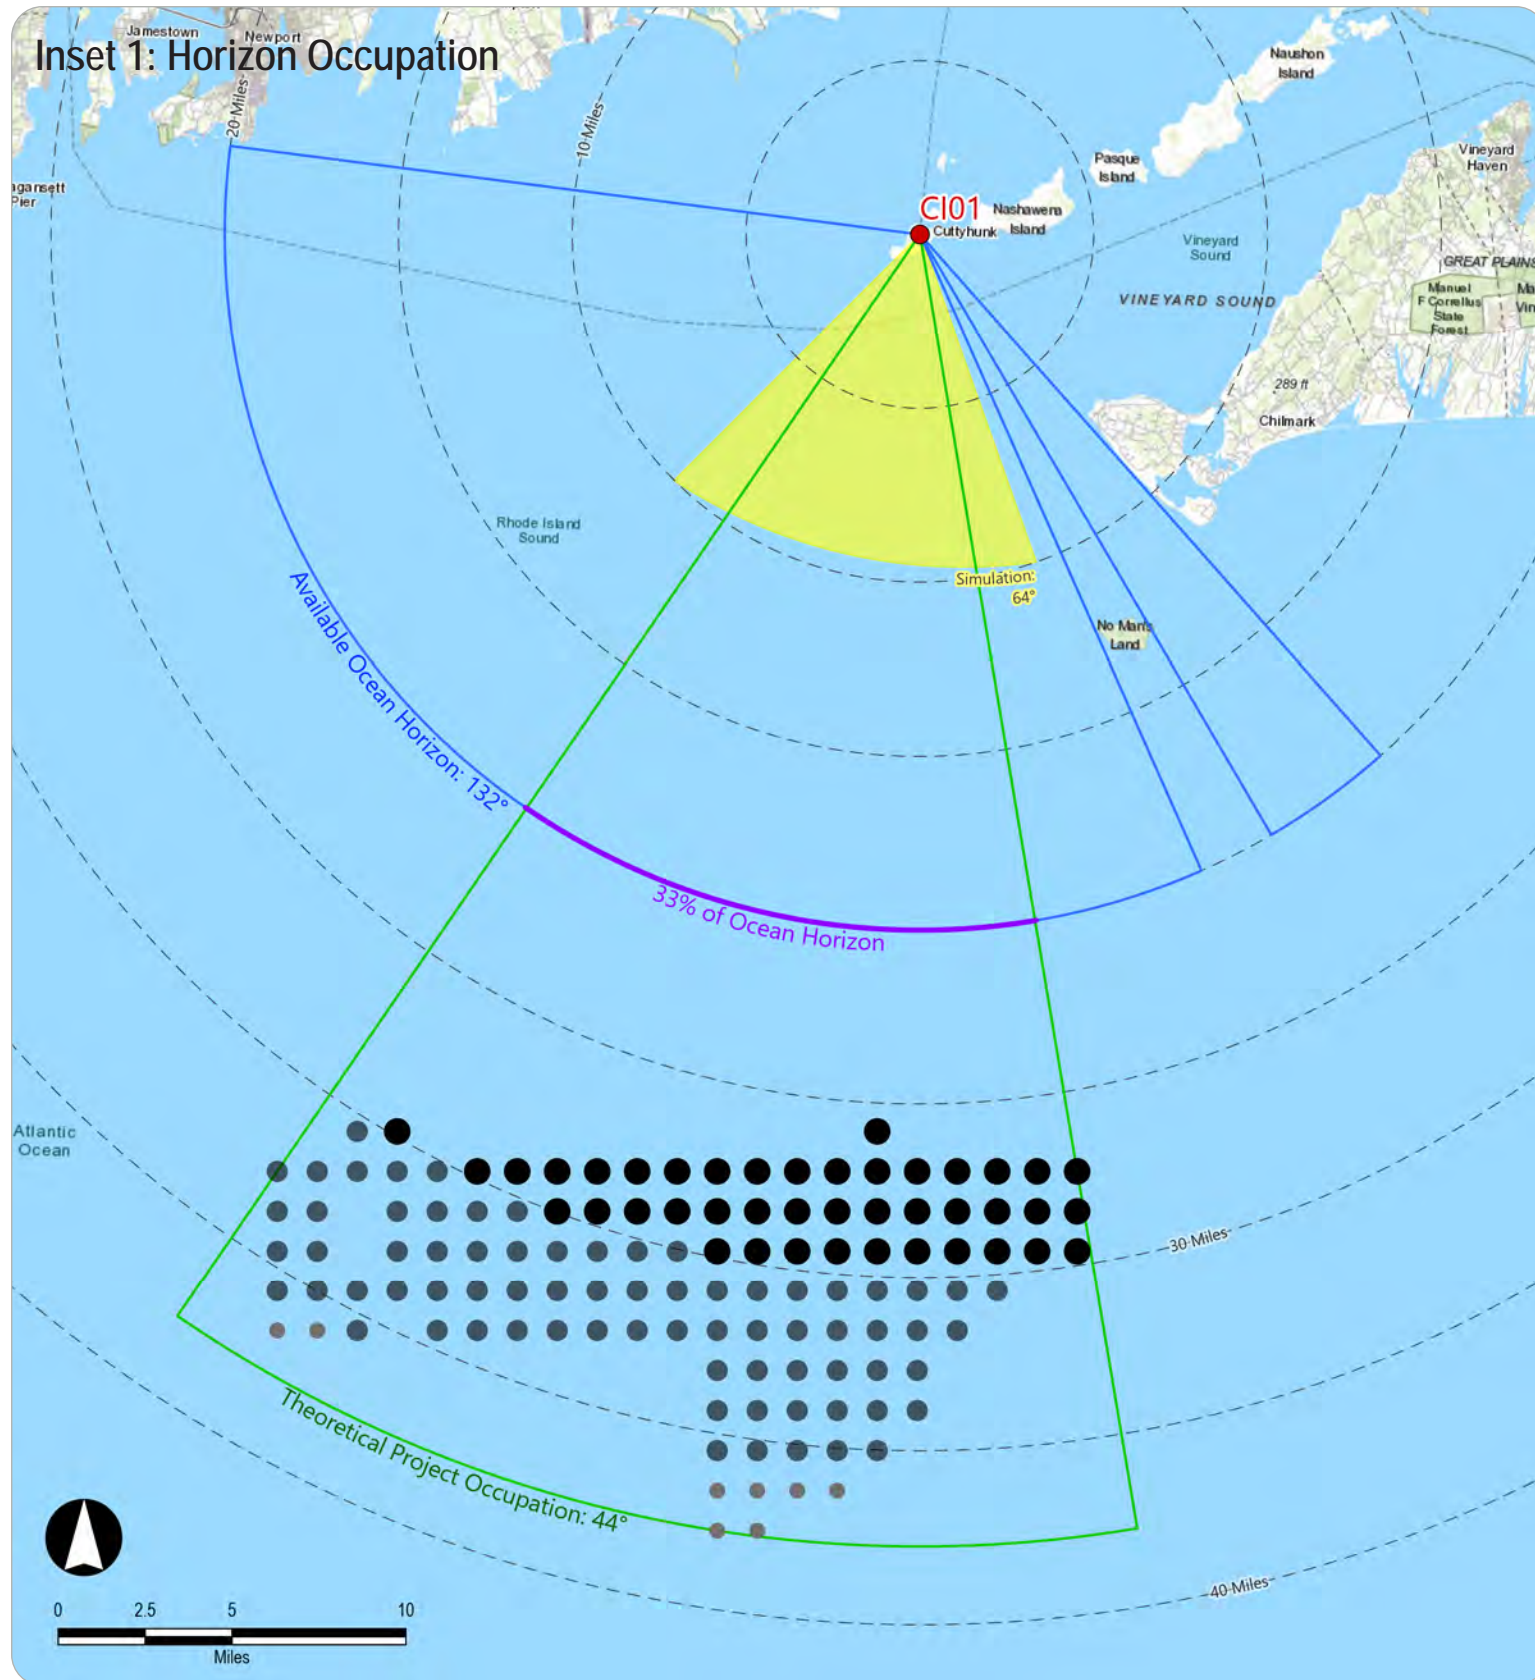 Inset 1: Horizon Occupation
Jamestown
Newport
20 Miles
10 Miles
Naushon
Island
Pasque
Island
Vineyard
Haven
agansett
Pier
CI01
Cuttyhunk
Nashawena
Island
Vineyard
Sound
VINEYARD SOUND
GREAT PLAINS
Manuel
F Correllus
State
Forest
Ma
Vin
289 ft
Chilmark
Rhode Island
Sound
Simulation:
64°
No Mans
Land
Available Ocean Horizon: 132°
33% of Ocean Horizon
Atlantic
Ocean
30 Miles
Theoretical Project Occupation: 44°
40 Miles
0 2.5 5 10
Miles